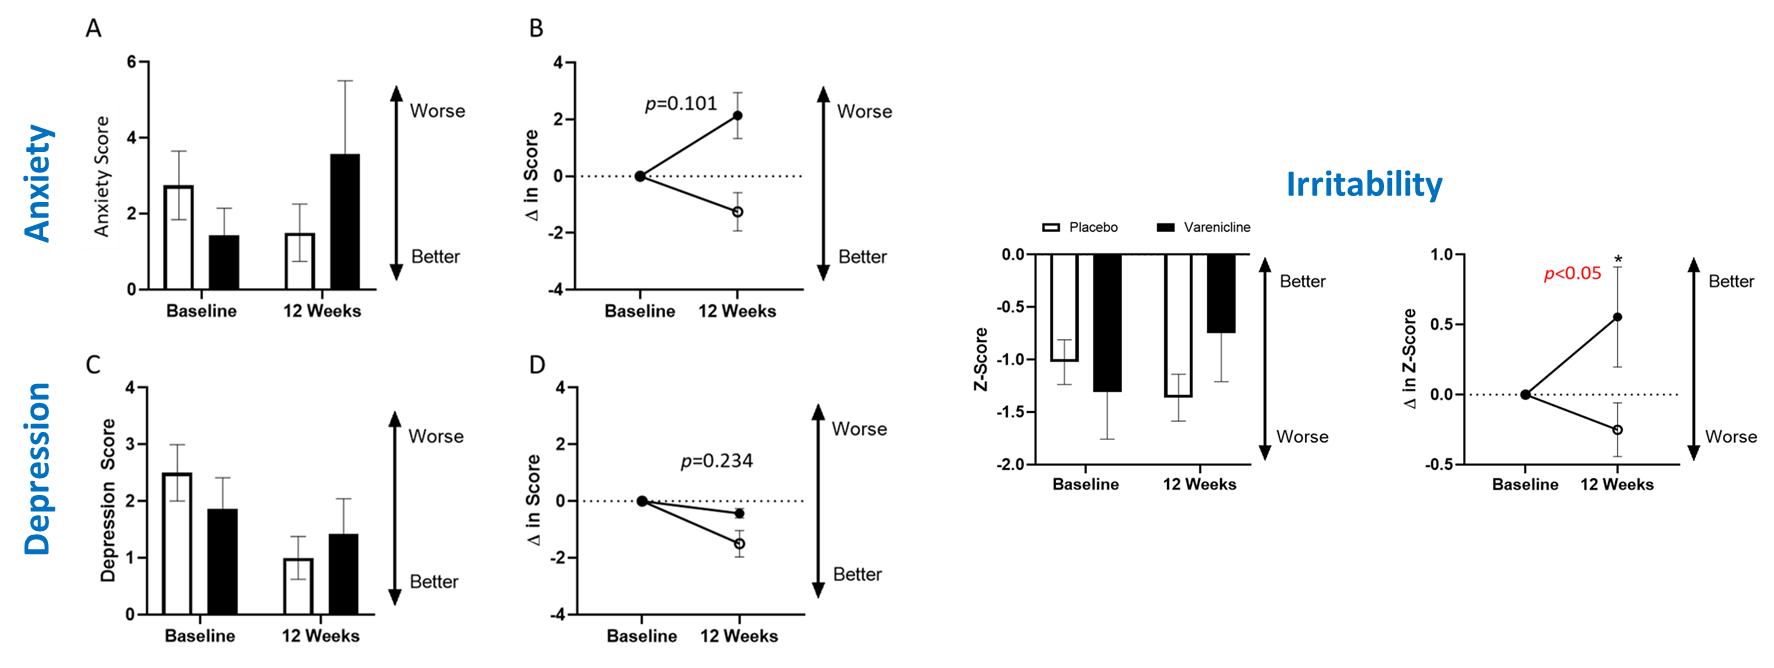 Anxiety
A
6
4
2
0
Anxiety Score
Baseline
12 Weeks
Worse
Better
B
4
2
0
-2
-4
Δ in Score
p=0.101
Baseline
12 Weeks
Worse
Better
Depression
C
4
3
2
1
0
Depression Score
Baseline
12 Weeks
Worse
Better
D
4
2
0
-2
-4
Δ in Score
p=0.234
Baseline
12 Weeks
Worse
Better
Irritability
Placebo
Varenicline
0.0
-0.5
-1.0
-1.5
-2.0
Z-Score
Baseline
12 Weeks
Better
Worse
1.0
0.5
0.0
-0.5
Δ in Z-Score
p<0.05
*
Baseline
12 Weeks
Better
Worse